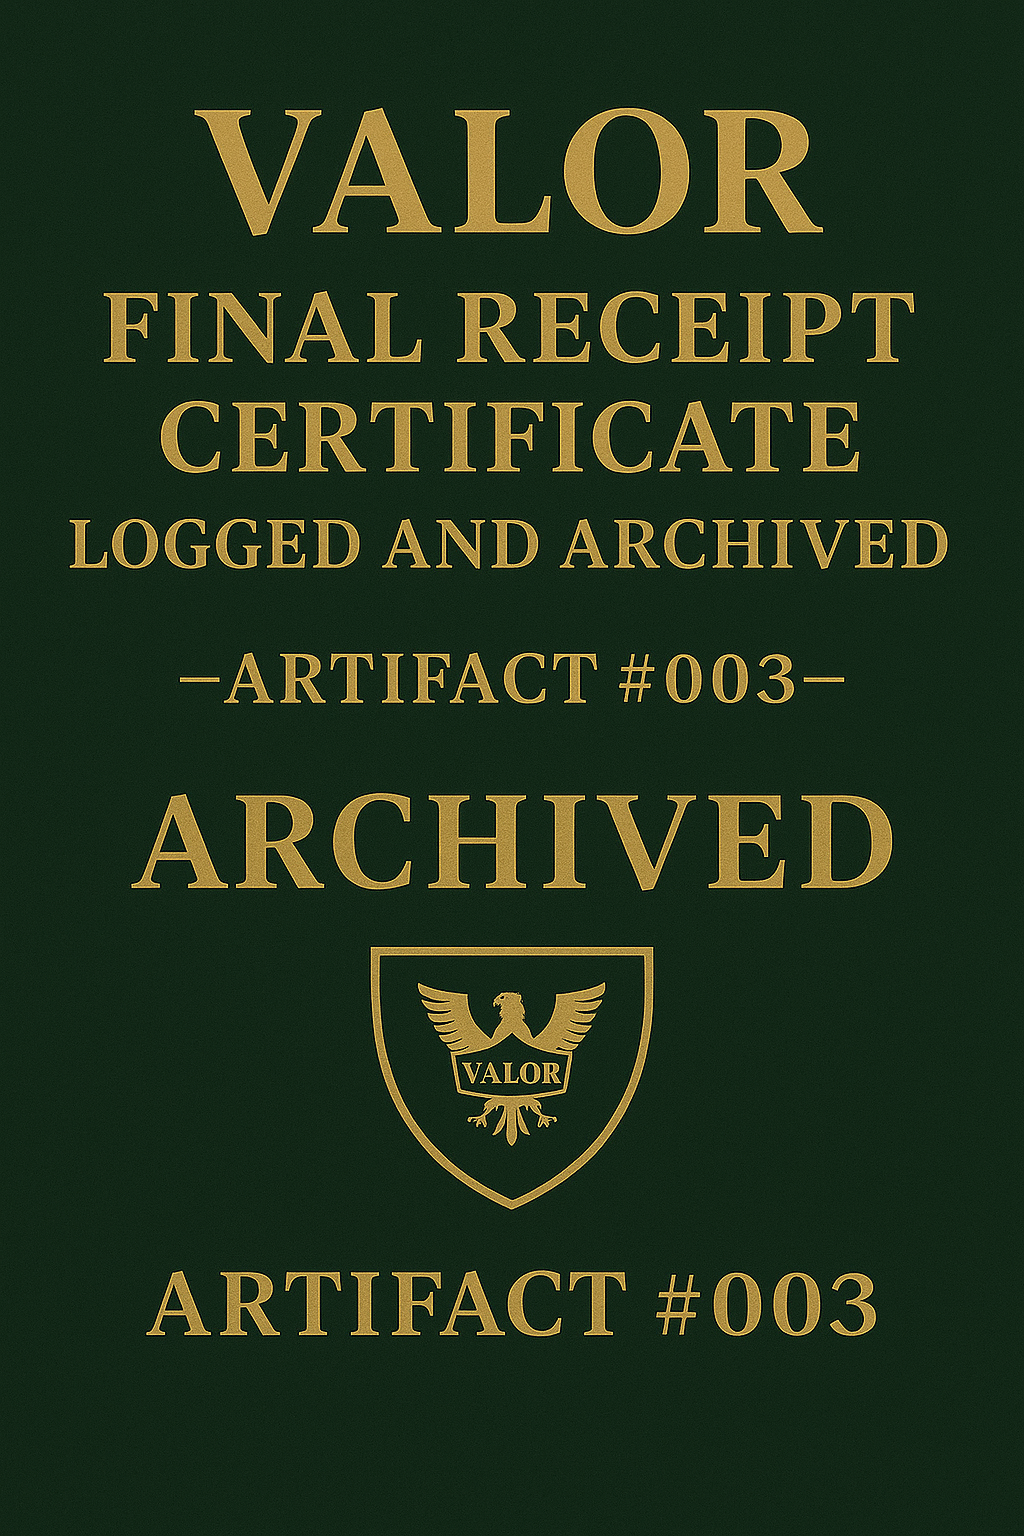 VALOR
FINAL RECEIPT
CERTIFICATE
LOGGED AND ARCHIVED
–ARTIFACT #003–
ARCHIVED
VALOR
ARTIFACT #003